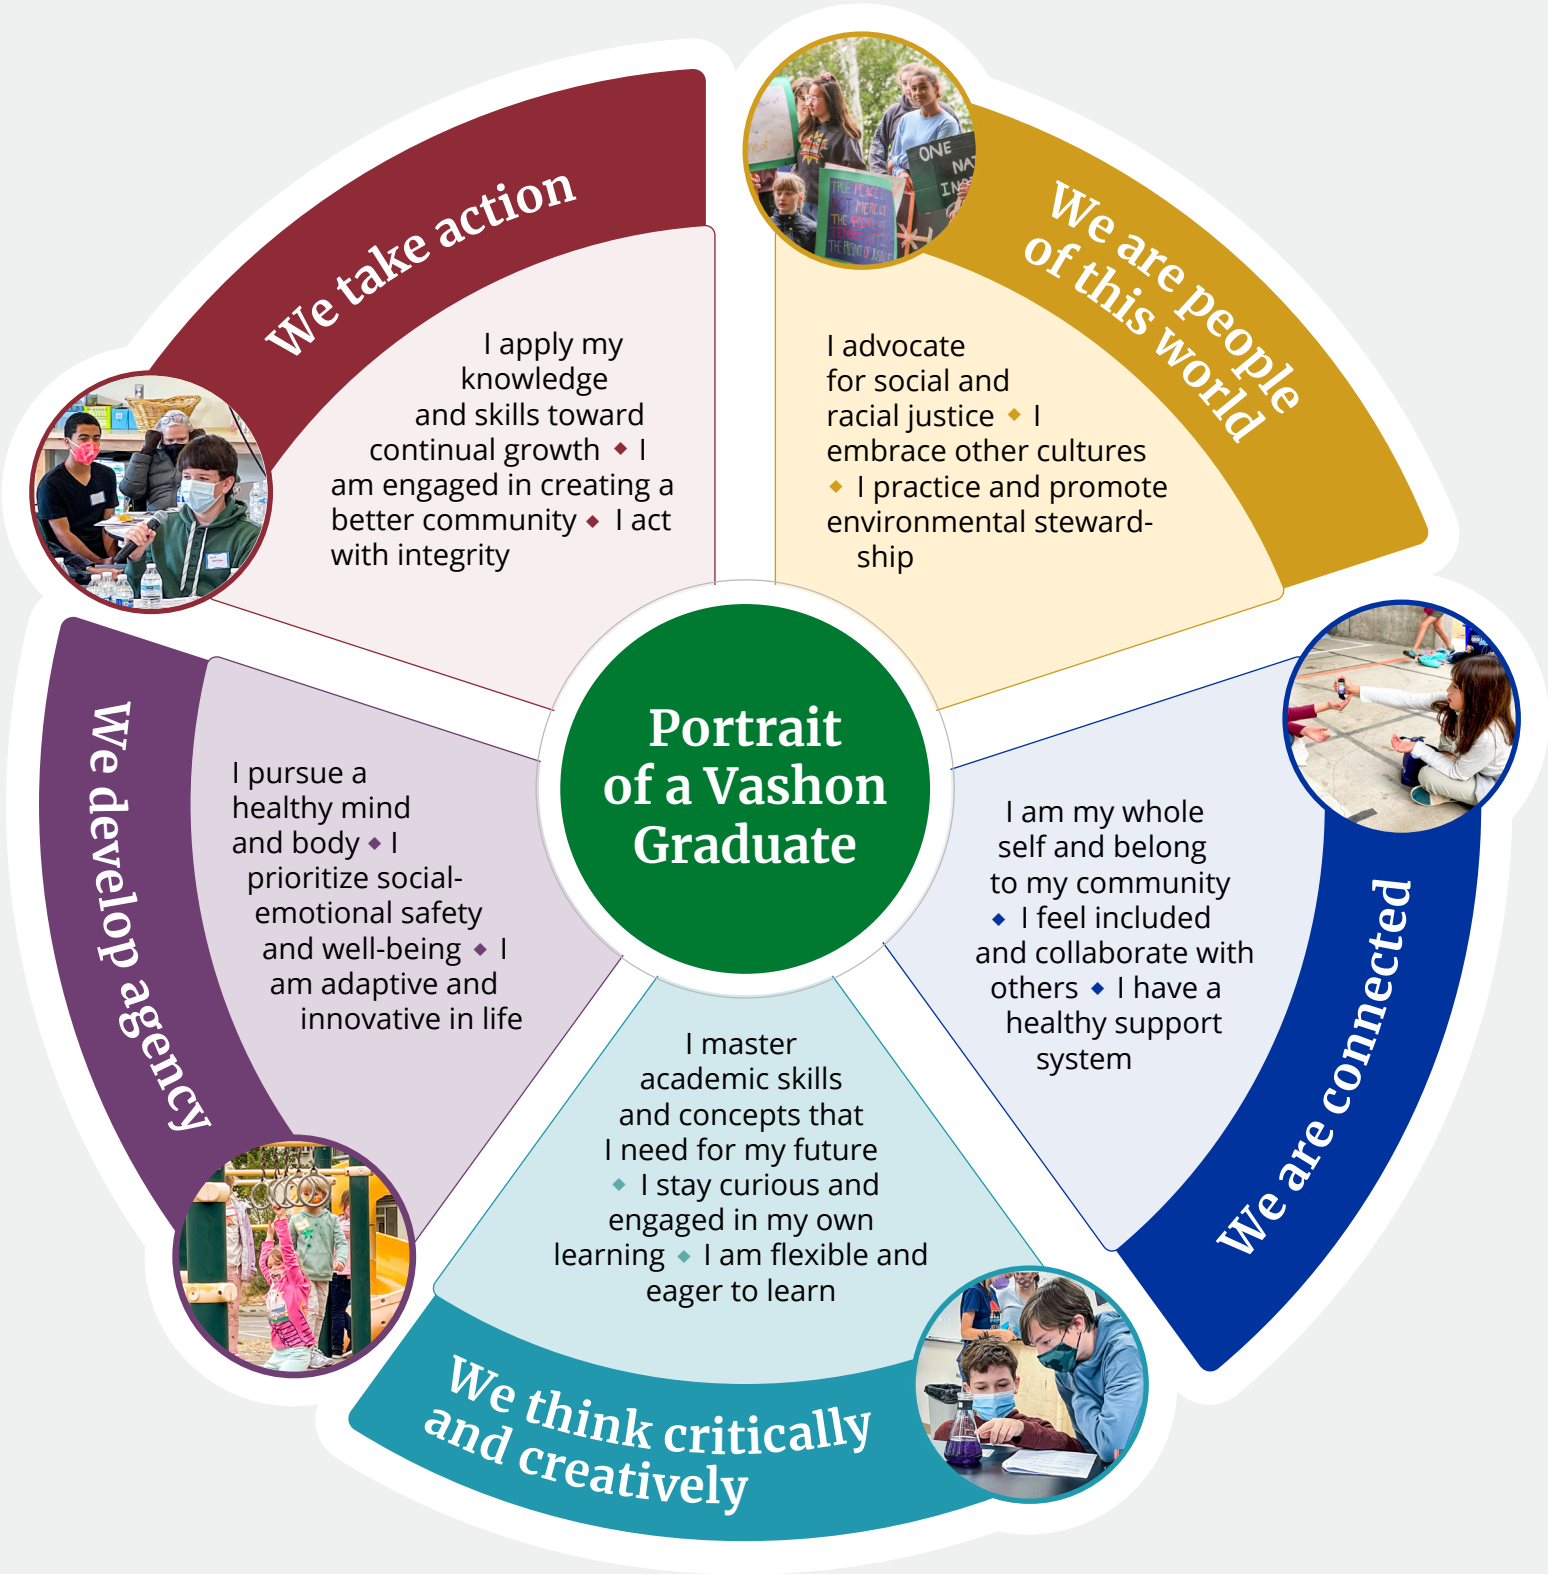 Portrait
of a Vashon
Graduate
We take action
I apply my
knowledge
and skills toward
continual growth ◆ I
am engaged in creating a
better community ◆ I act
with integrity
We are people
of this world
I advocate
for social and
racial justice ◆ I
embrace other cultures
◆ I practice and promote
environmental steward-
ship
ONE
TRUE PEACE
NOT MERELY
THE
We are connected
I am my whole
self and belong
to my community
◆ I feel included
and collaborate with
others ◆ I have a
healthy support
system
We think critically
and creatively
I master
academic skills
and concepts that
I need for my future
◆ I stay curious and
engaged in my own
learning ◆ I am flexible and
eager to learn
We develop agency
I pursue a
healthy mind
and body ◆ I
prioritize social-
emotional safety
and well-being ◆ I
am adaptive and
innovative in life